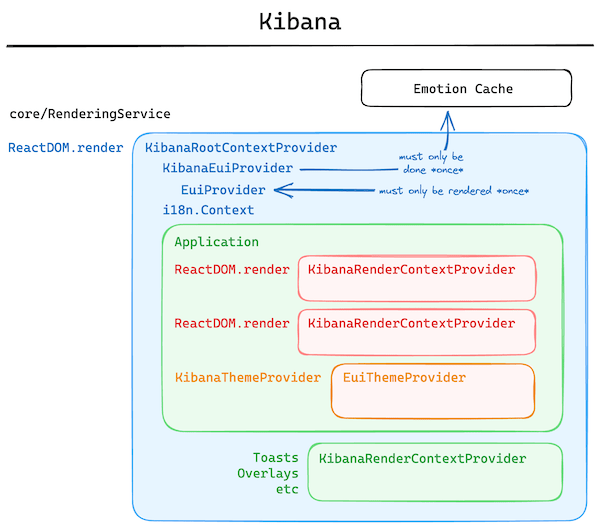 Kibana
Emotion Cache
core/RenderingService
ReactDOM.render
KibanaRootContextProvider
must only be
done *once*
KibanaEuiProvider
EuiProvider
must only be rendered *once*
i18n.Context
Application
ReactDOM.render
KibanaRenderContextProvider
ReactDOM.render
KibanaRenderContextProvider
KibanaThemeProvider
EuiThemeProvider
Toasts
Overlays
etc
KibanaRenderContextProvider